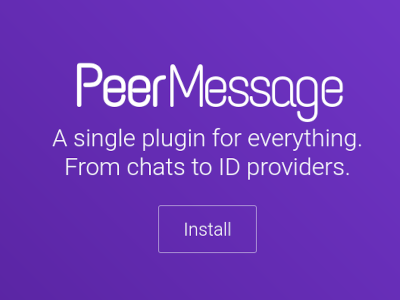 PeerMessage
A single plugin for everything.
From chats to ID providers.
Install